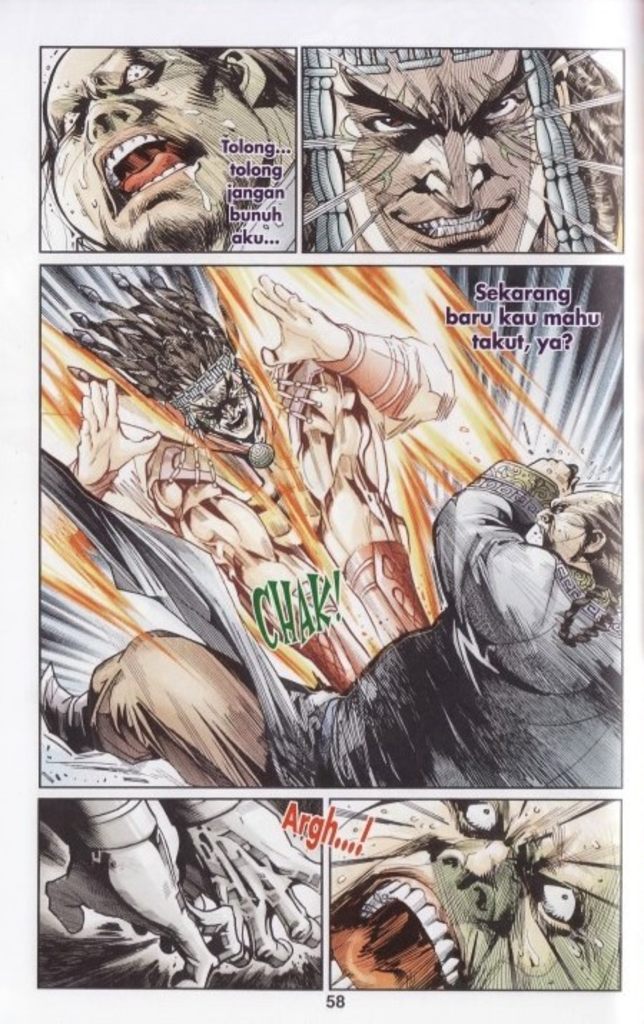 Tolong...
tolong
jangan
bunuh
aku...
Sekarang
baru kau mahu
takut, ya?
CHAK!
Argh....!
58